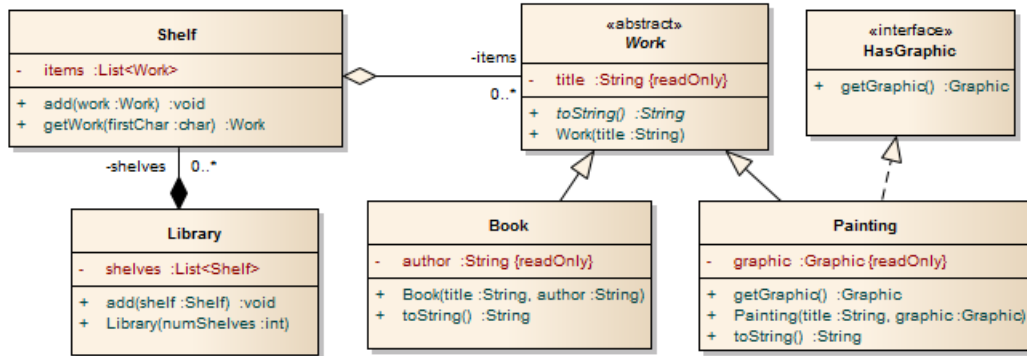 Shelf
- items :List<Work>
+ add(work :Work) :void
+ getWork(firstChar :char) :Work
-items
0..*
«abstract»
Work
- title :String {readOnly}
+ toString() :String
+ Work(title :String)
«interface»
HasGraphic
+ getGraphic() :Graphic
-shelves 0..*
Library
- shelves :List<Shelf>
+ add(shelf :Shelf) :void
+ Library(numShelves :int)
Book
- author :String {readOnly}
+ Book(title :String, author :String)
+ toString() :String
Painting
- graphic :Graphic {readOnly}
+ getGraphic() :Graphic
+ Painting(title :String, graphic :Graphic)
+ toString() :String